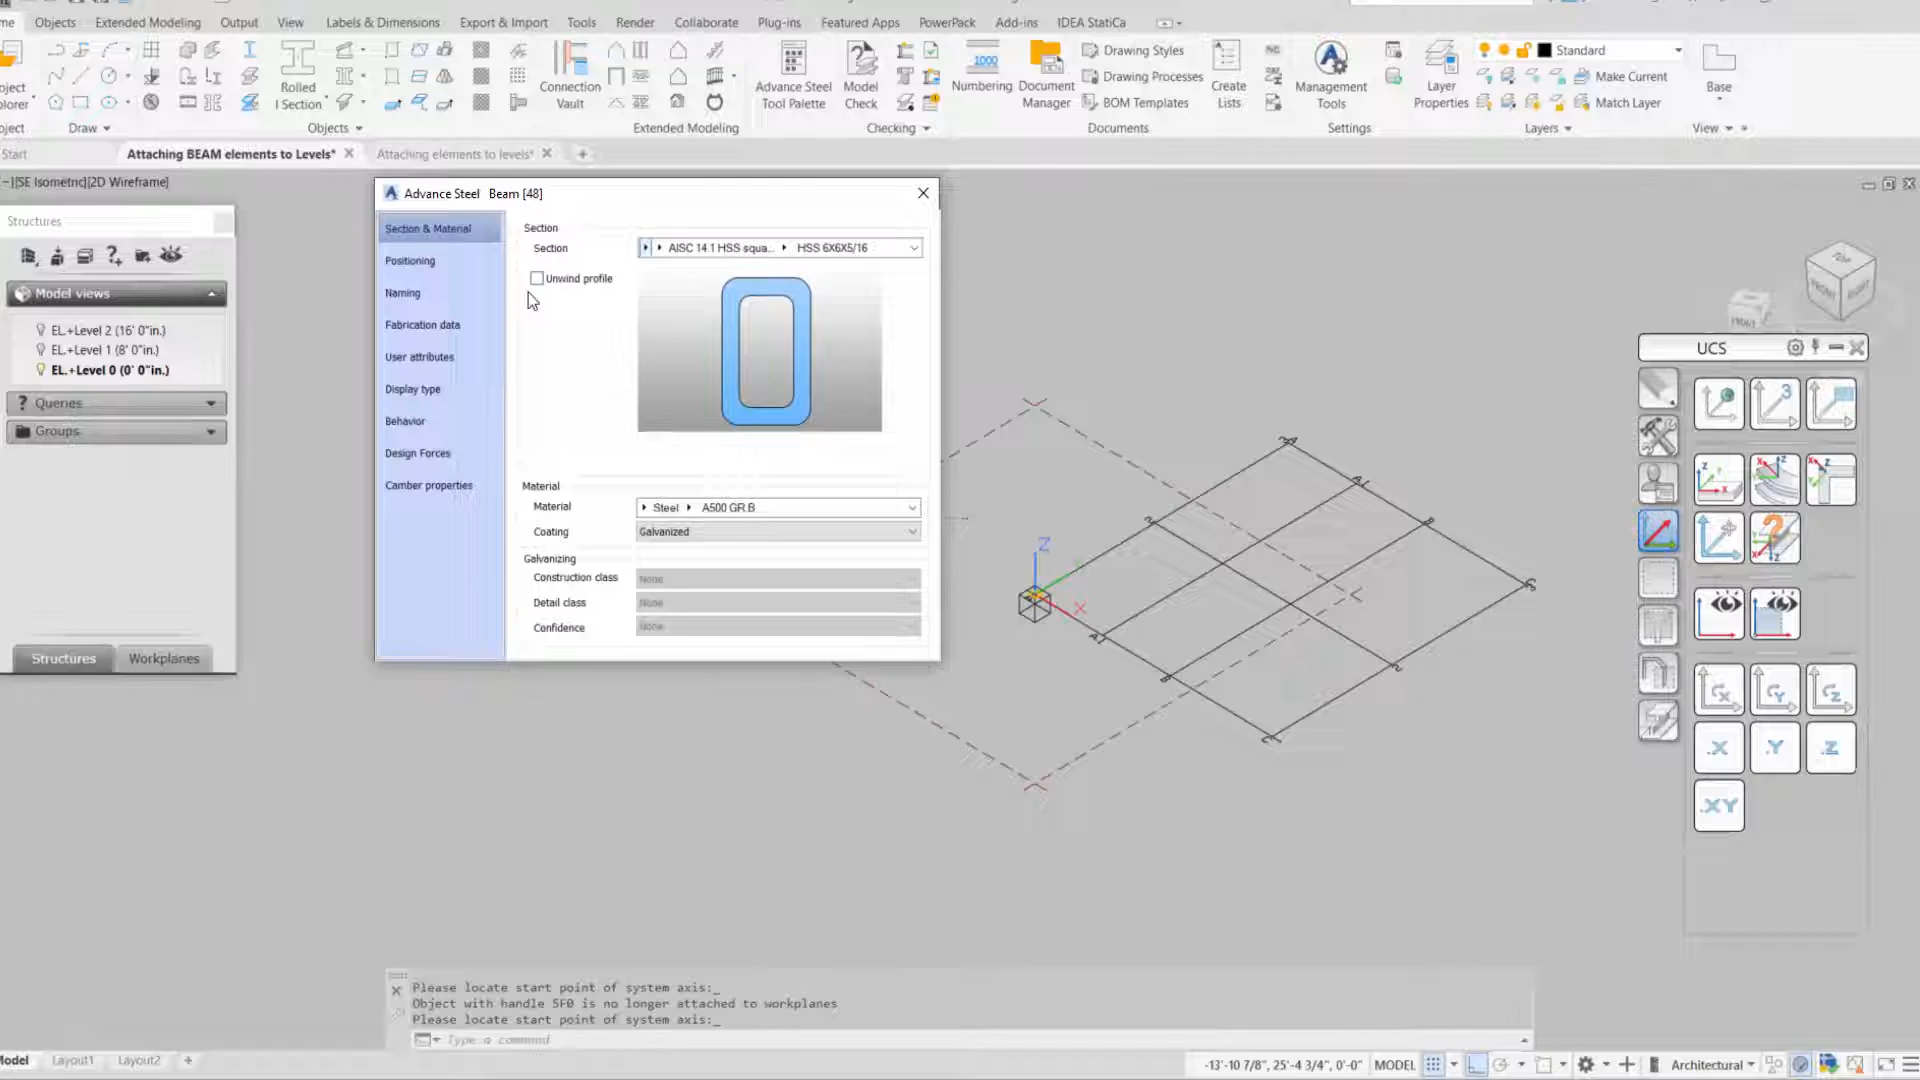 Objects Extended Modeling Output View Labels & Dimensions Export & Import Tools Render Collaborate Plug-ins Featured Apps PowerPack Add-ins IDEA StatiCa
Rolled
I Section
Connection
Vault
Advance Steel
Tool Palette
Model
Check
1000
Numbering
Document
Manager
Drawing Styles
Drawing Processes
BOM Templates
Create
Lists
Management
Tools
Layer
Properties
Standard
Make Current
Match Layer
Base
Draw
Objects
Extended Modeling
Checking
Documents
Settings
Layers
View
Start
Attaching BEAM elements to Levels*
Attaching elements to levels*
[SE Isometric][2D Wireframe]
Structures
Model views
EL.+Level 2 (16' 0"in.)
EL.+Level 1 (8' 0"in.)
EL.+Level 0 (0' 0"in.)
Queries
Groups
Structures
Workplanes
Advance Steel Beam [48]
Section & Material
Positioning
Naming
Fabrication data
User attributes
Display type
Behavior
Design Forces
Camber properties
Section
Section AISC 14.1 HSS squa... HSS 6X6X5/16
Unwind profile
Material
Material Steel A500 GR.B
Coating Galvanized
Galvanizing
Construction class None
Detail class None
Confidence None
TOP
FRONT
RIGHT
UCS
Z
X
.X
.Y
.Z
.XY
Please locate start point of system axis:_
Object with handle 5F0 is no longer attached to workplanes
Please locate start point of system axis:_
Type a command
Model Layout1 Layout2
-13'-10 7/8", 25'-4 3/4", 0'-0" MODEL
Architectural